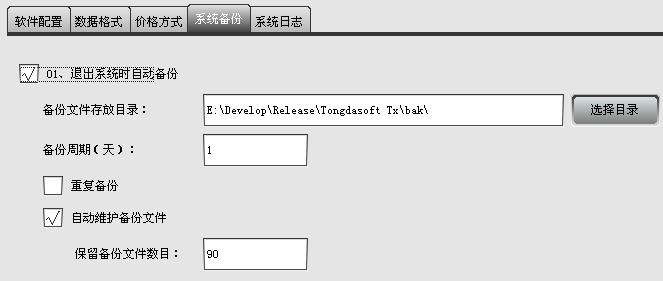 软件配置 数据格式 价格方式 系统备份 系统日志
01、退出系统时自动备份
备份文件存放目录： E:\Develop\Release\Tongdasoft Tx\bak\ 选择目录
备份周期(天)： 1
重复备份
自动维护备份文件
保留备份文件数目： 90